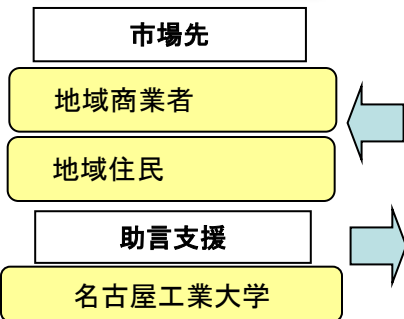 市場先
地域商業者
地域住民
助言支援
名古屋工業大学